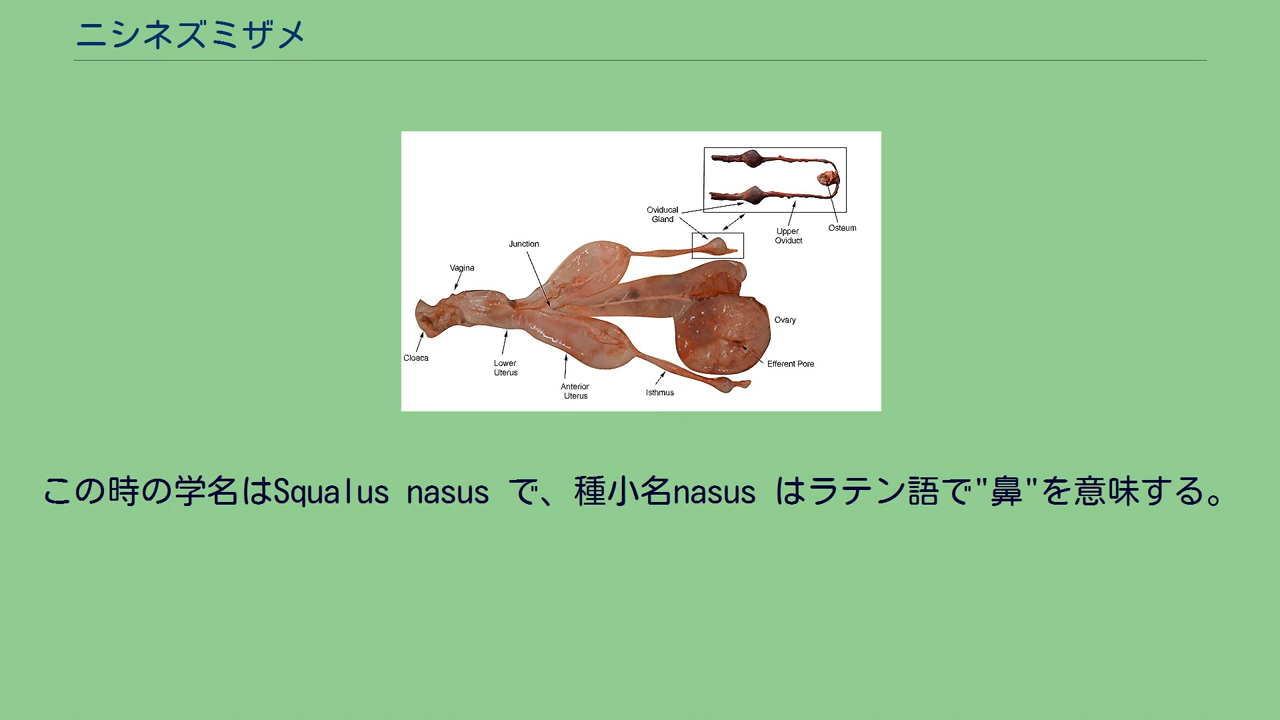 ニシネズミザメ
Oviducal
Gland
Upper
Oviduct
Osteum
Junction
Vagina
Ovary
Efferent Pore
Cloaca
Lower
Uterus
Anterior
Uterus
Isthmus
この時の学名はSqualus nasus で、種小名nasus はラテン語で"鼻"を意味する。